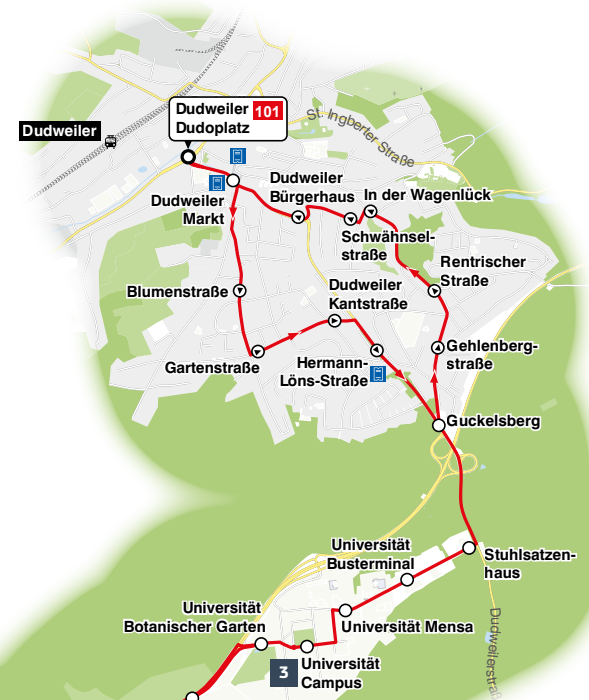 Dudweiler 101
Dudoplatz
Dudweiler
St. Ingberter Straße
Dudweiler
Bürgerhaus
In der Wagenlück
Dudweiler
Markt
Schwähnsel-
straße
Rentrischer
Straße
Blumenstraße
Dudweiler
Kantstraße
Gehlenberg-
straße
Gartenstraße
Hermann-
Löns-Straße
Guckelsberg
Universität
Busterminal
Stuhlsatzen-
haus
Universität
Botanischer Garten
Universität Mensa
Dudweilerstraß
3
Universität
Campus